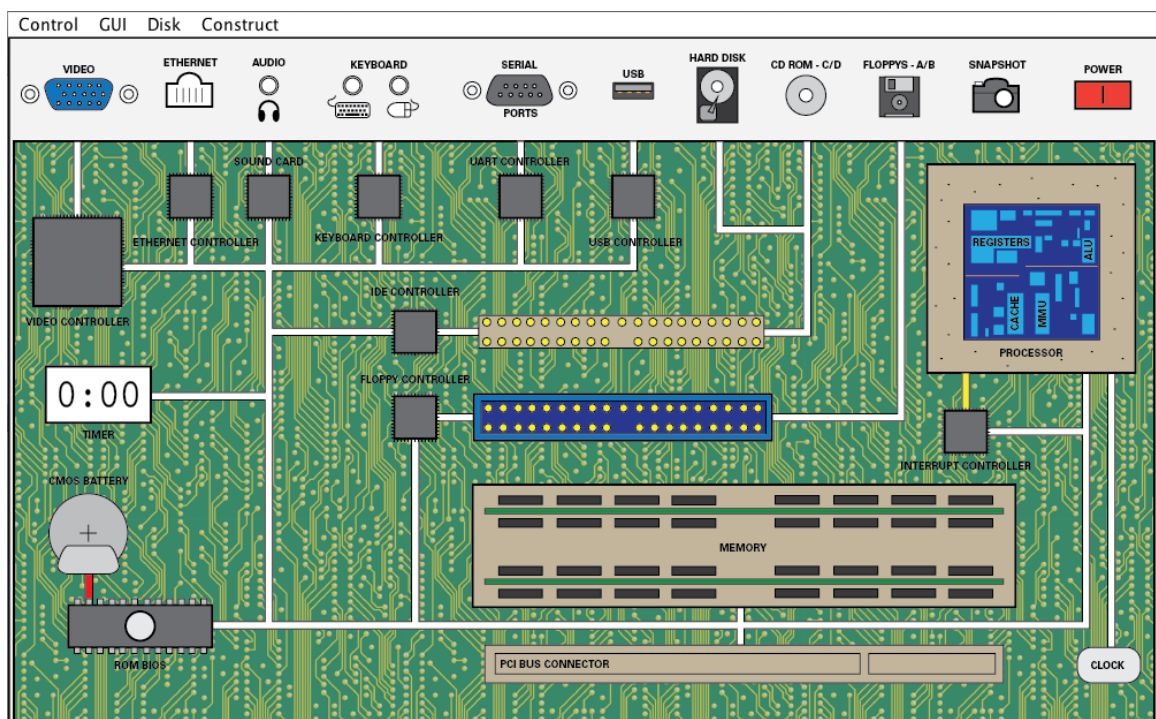 Control GUI Disk Construct
VIDEO
ETHERNET
AUDIO
KEYBOARD
SERIAL
PORTS
USB
HARD DISK
CD ROM - C/D
FLOPPYS - A/B
SNAPSHOT
POWER
SOUND CARD
UART CONTROLLER
ETHERNET CONTROLLER
KEYBOARD CONTROLLER
USB CONTROLLER
REGISTERS
ALU
CACHE
MMU
PROCESSOR
IDE CONTROLLER
VIDEO CONTROLLER
FLOPPY CONTROLLER
0:00
TIMER
INTERRUPT CONTROLLER
CMOS BATTERY
MEMORY
ROM BIOS
PCI BUS CONNECTOR
CLOCK